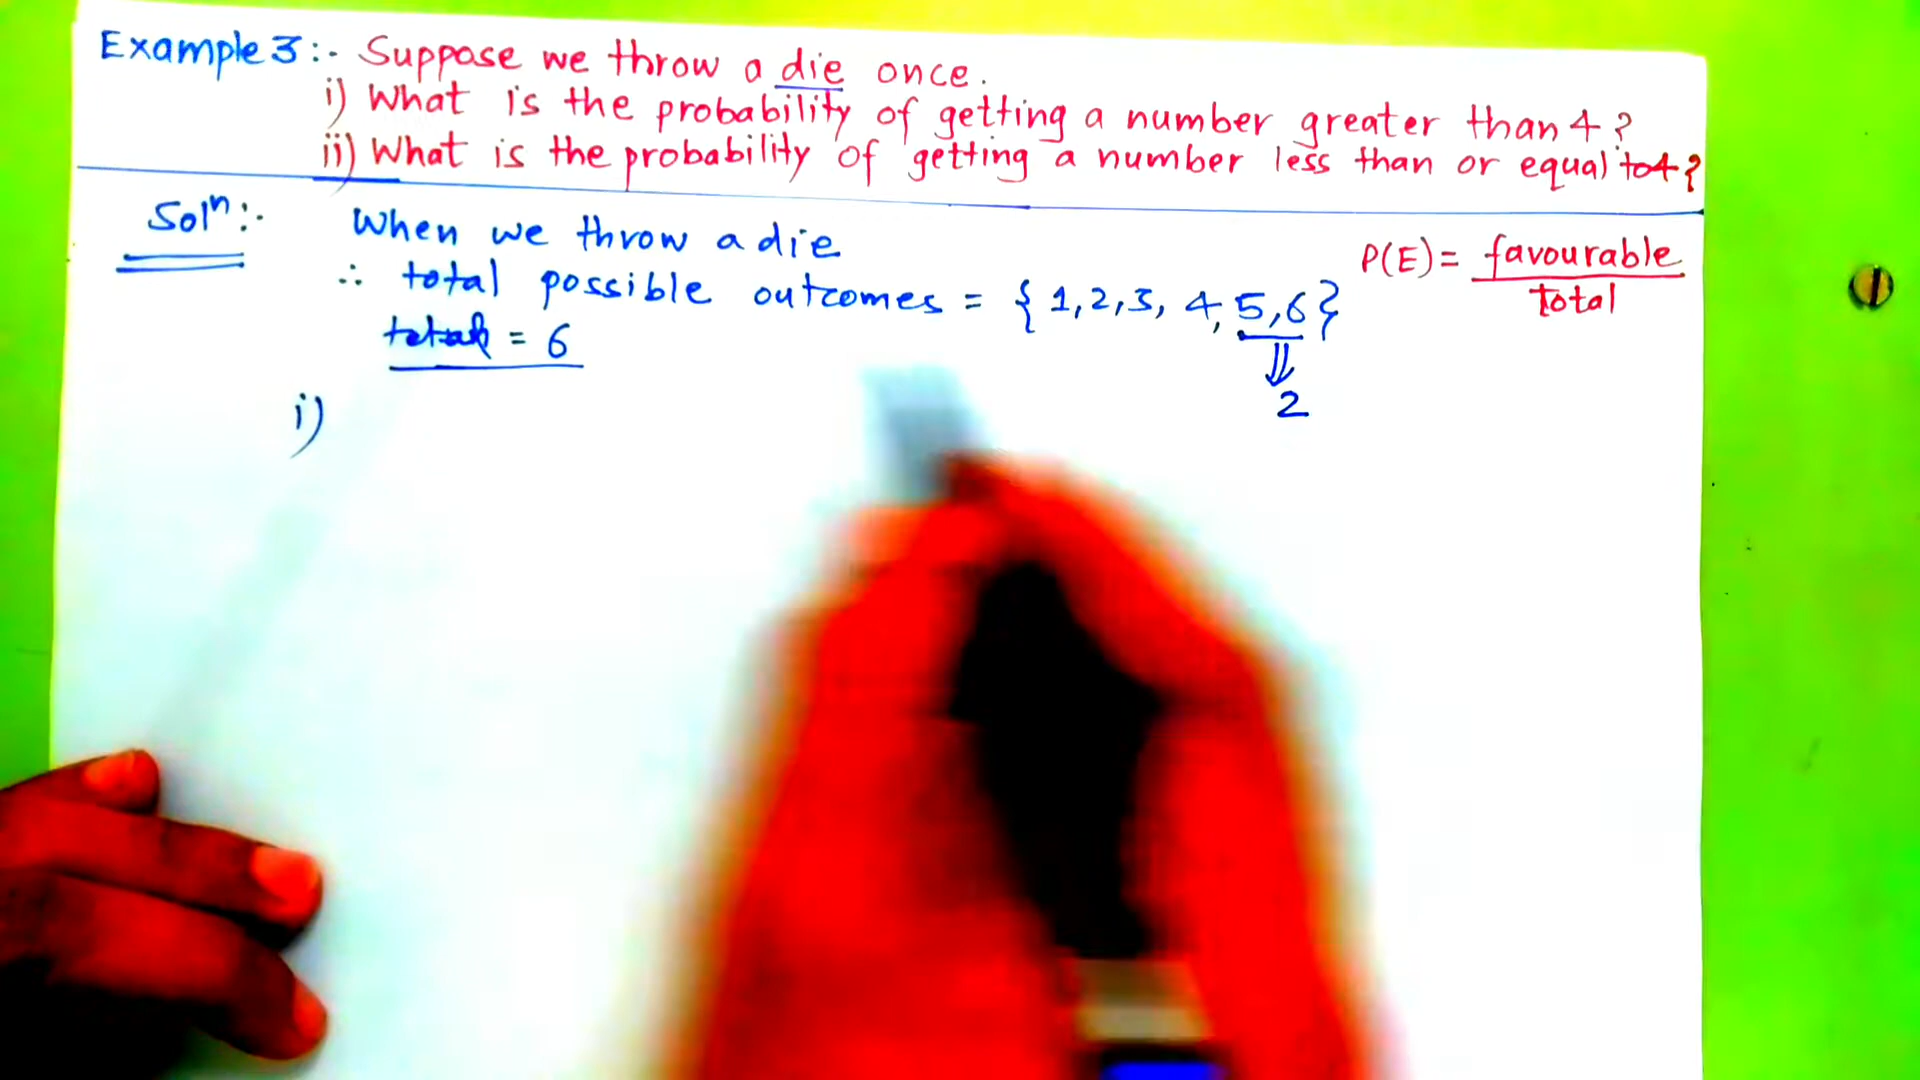 Example 3:- Suppose we throw a die once.
i) What is the probability of getting a number greater than 4?
ii) What is the probability of getting a number less than or equal to 4?
Solⁿ:- When we throw a die
∴ total possible outcomes = {1,2,3, 4, 5,6}
P(E) = favourable
Total
= 6
⇓
2
i)